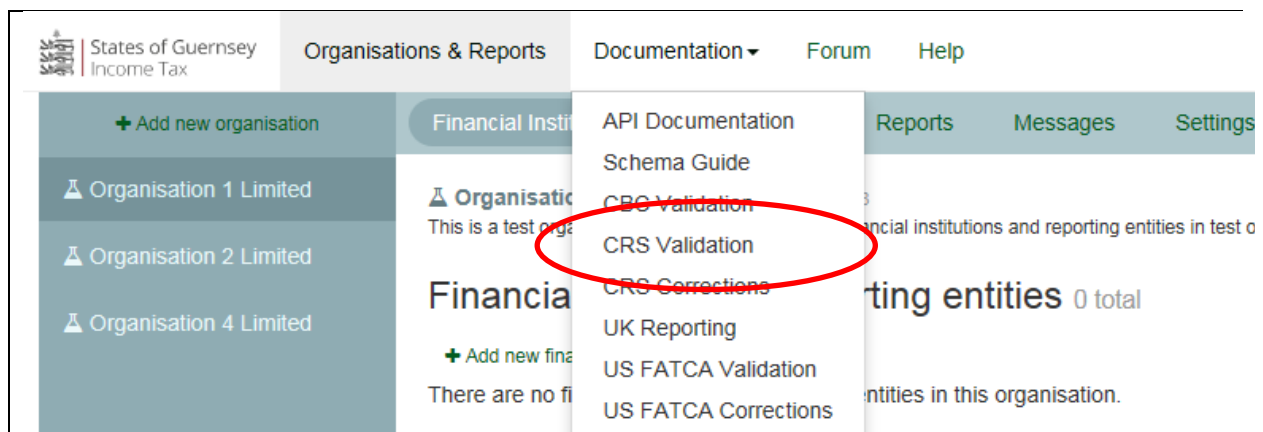 States of Guernsey
Income Tax
Organisations & Reports
Documentation
Forum
Help
Add new organisation
Organisation 1 Limited
Organisation 2 Limited
Organisation 4 Limited
Financial Instit
Reports
Messages
Settings
API Documentation
Schema Guide
CBC Validation
CRS Validation
CRS Corrections
UK Reporting
US FATCA Validation
US FATCA Corrections
Organisatio
This is a test orga ncial institutions and reporting entities in test o
Financia rting entities 0 total
Add new fina
There are no fi ntities in this organisation.